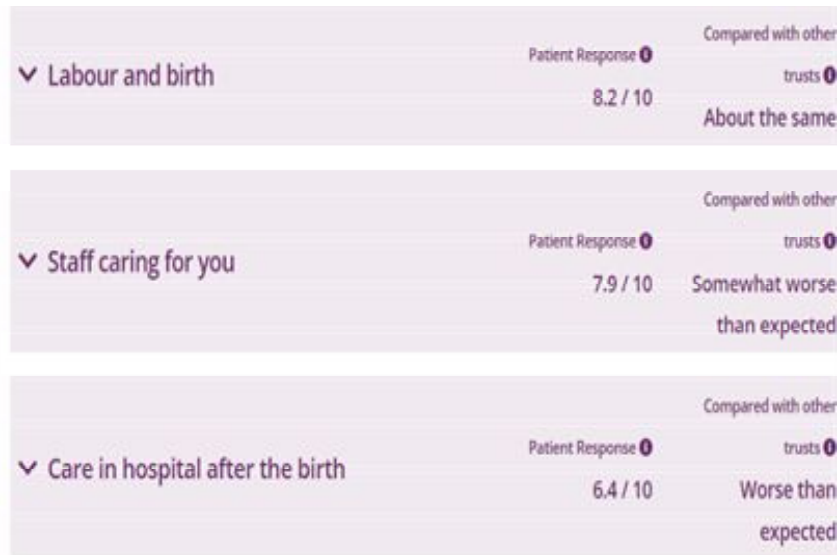 Labour and birth
Patient Response
8.2 / 10
Compared with other
trusts
About the same
Staff caring for you
Patient Response
7.9 / 10
Compared with other
trusts
Somewhat worse
than expected
Care in hospital after the birth
Patient Response
6.4 / 10
Compared with other
trusts
Worse than
expected